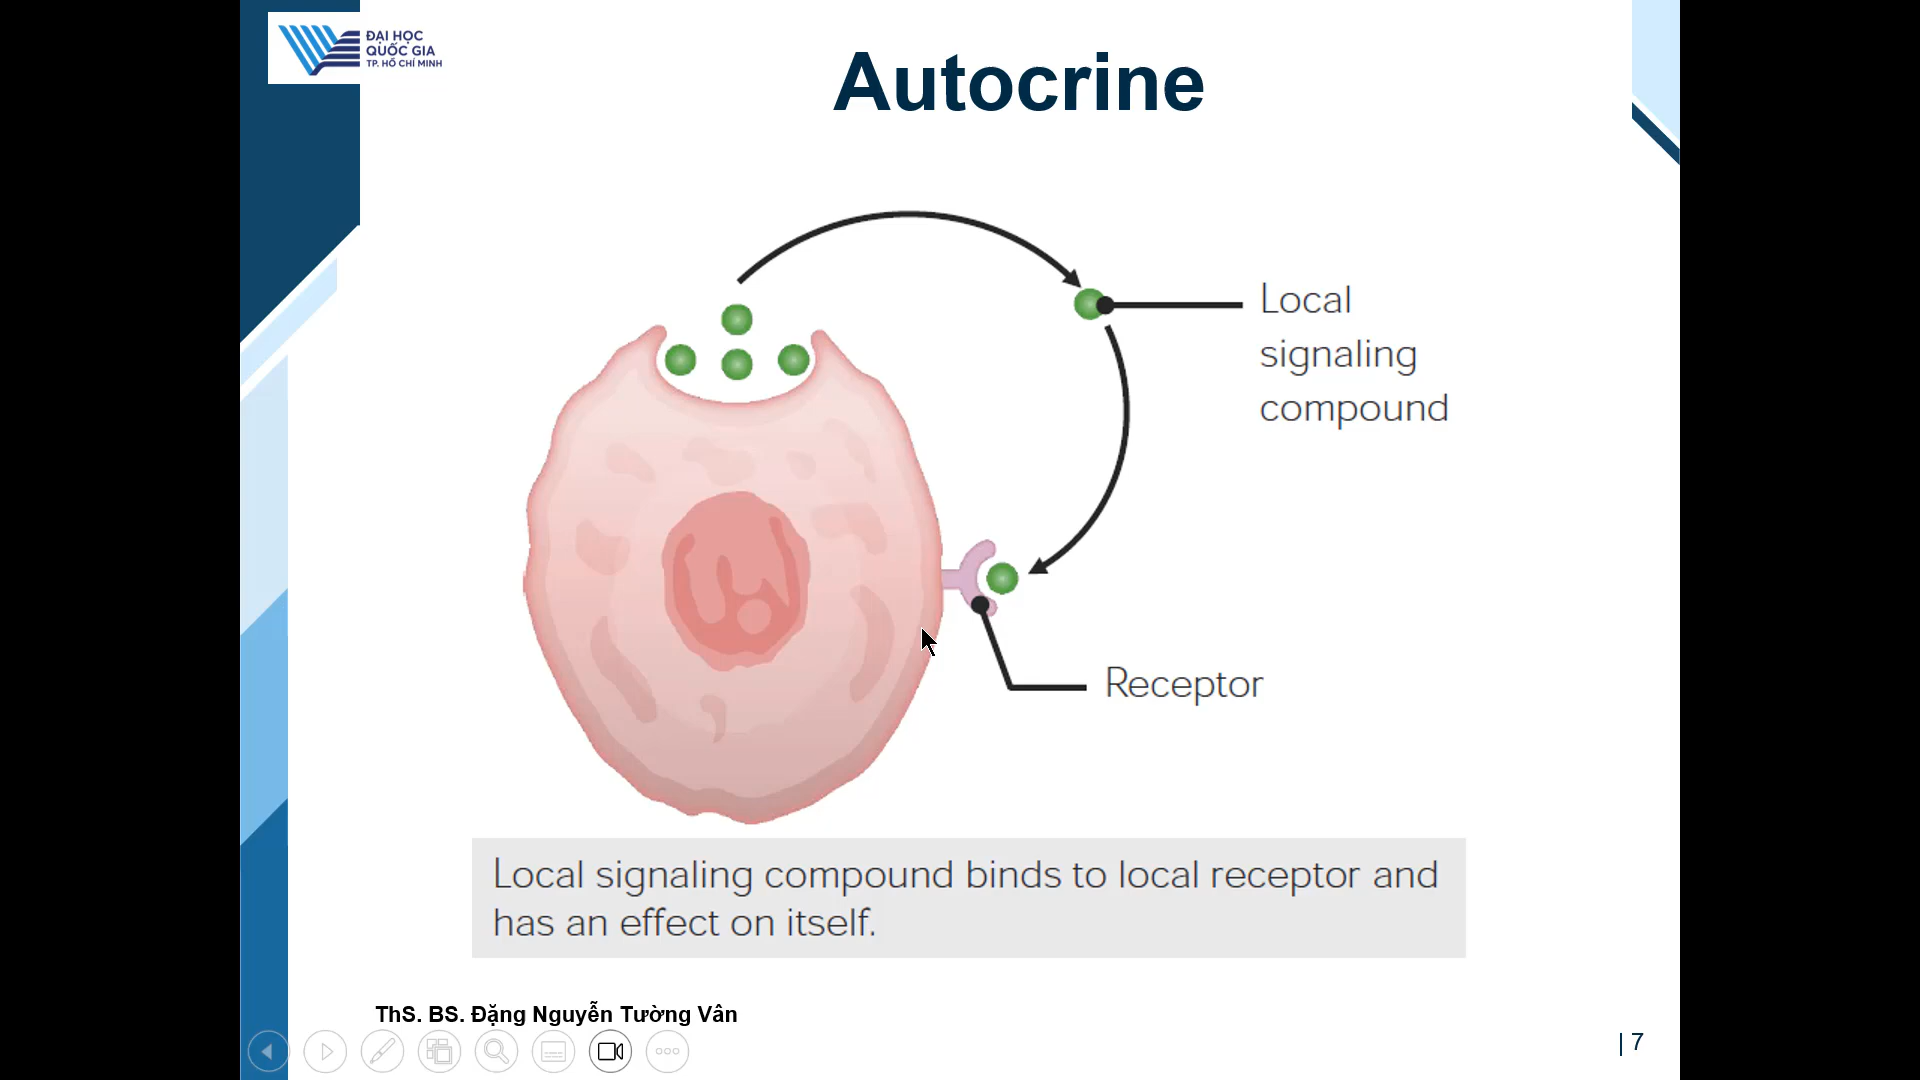 ĐẠI HỌC
QUỐC GIA
TP. HỒ CHÍ MINH
Autocrine
Local
signaling
compound
Receptor
Local signaling compound binds to local receptor and
has an effect on itself.
ThS. BS. Đặng Nguyễn Tường Vân
| 7